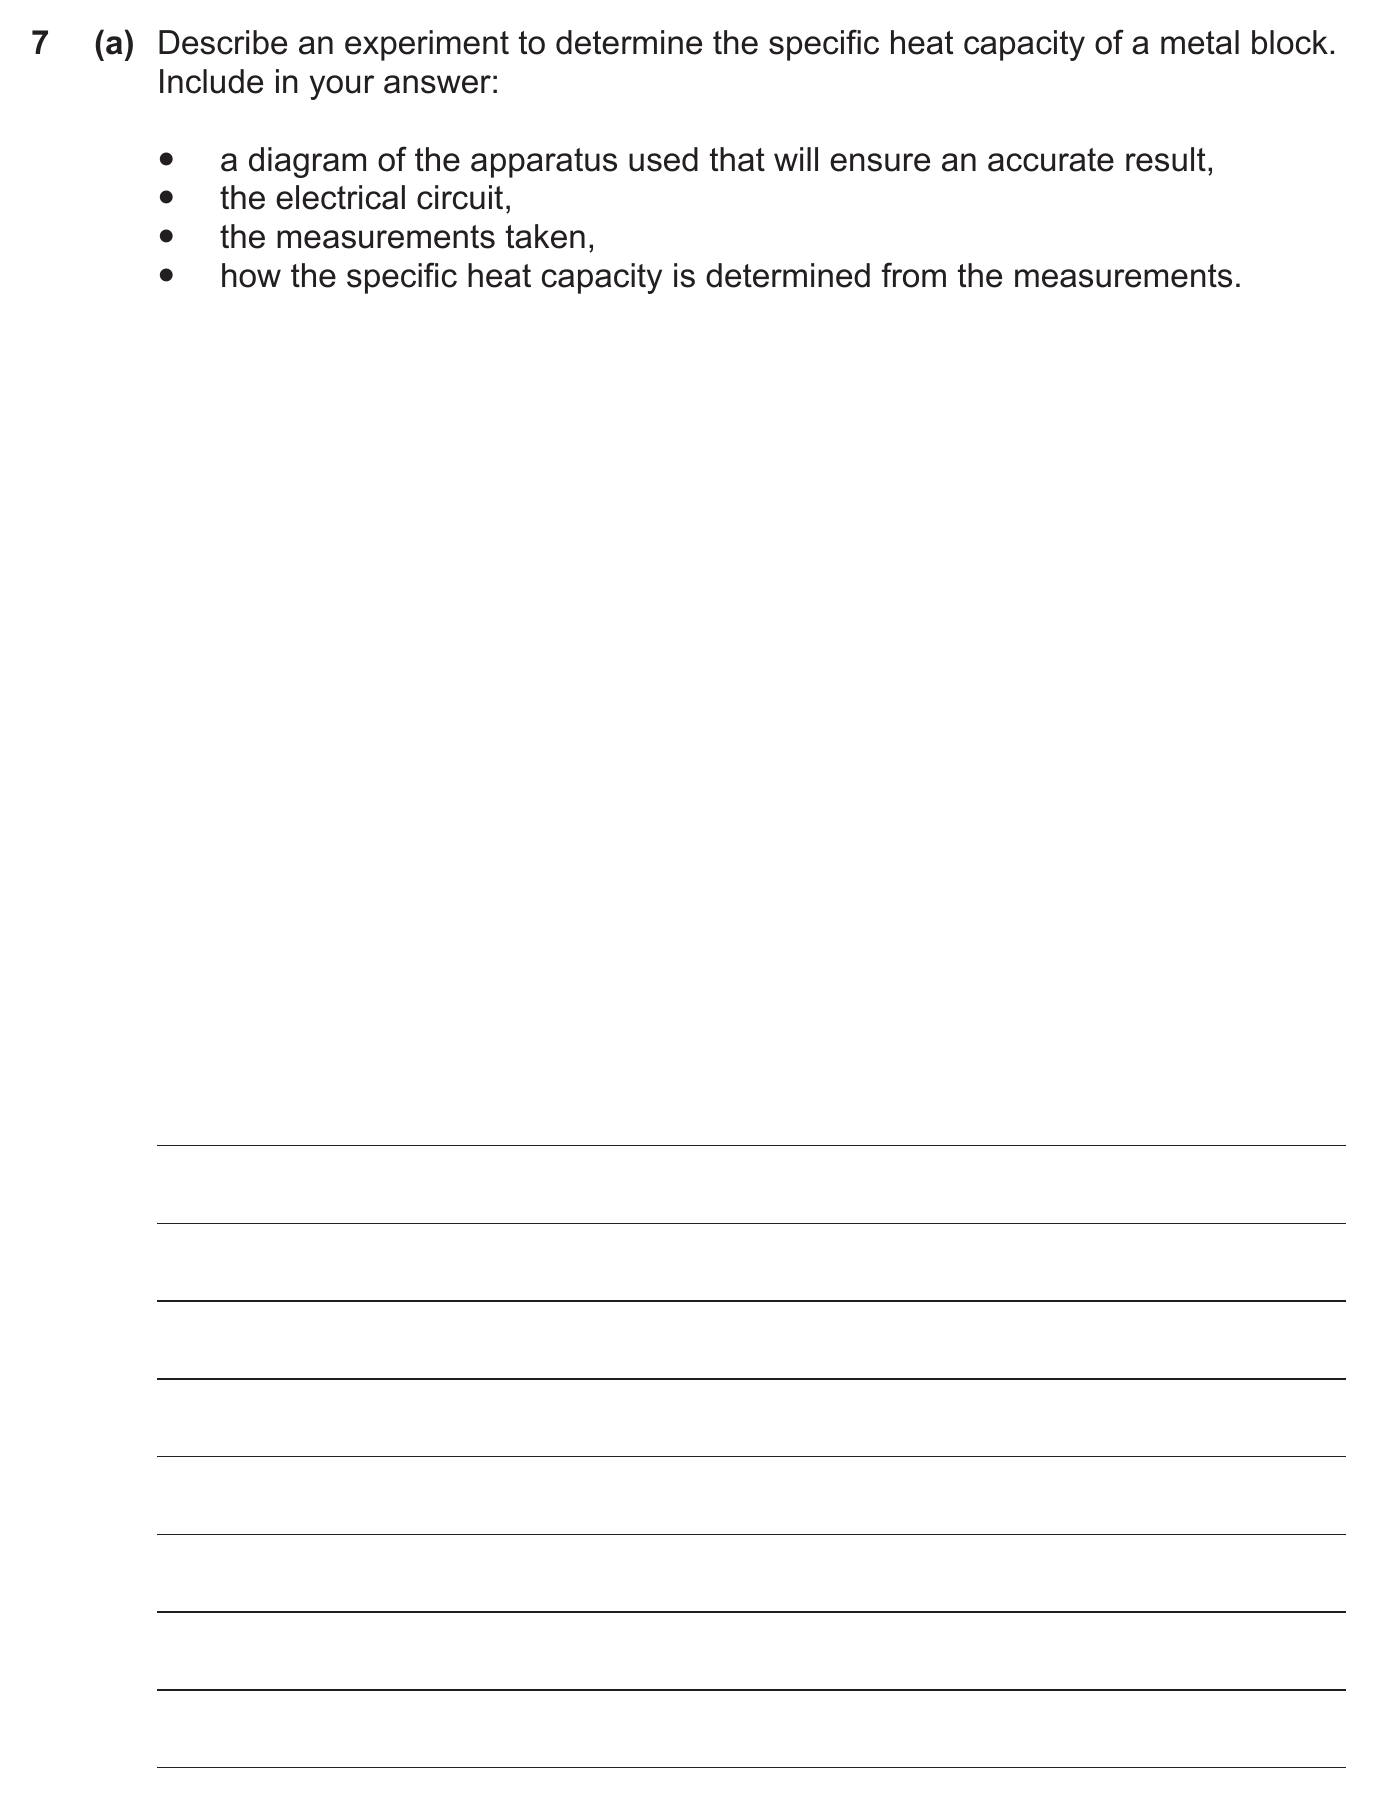 7 (a) Describe an experiment to determine the specific heat capacity of a metal block.
Include in your answer:
• a diagram of the apparatus used that will ensure an accurate result,
• the electrical circuit,
• the measurements taken,
• how the specific heat capacity is determined from the measurements.